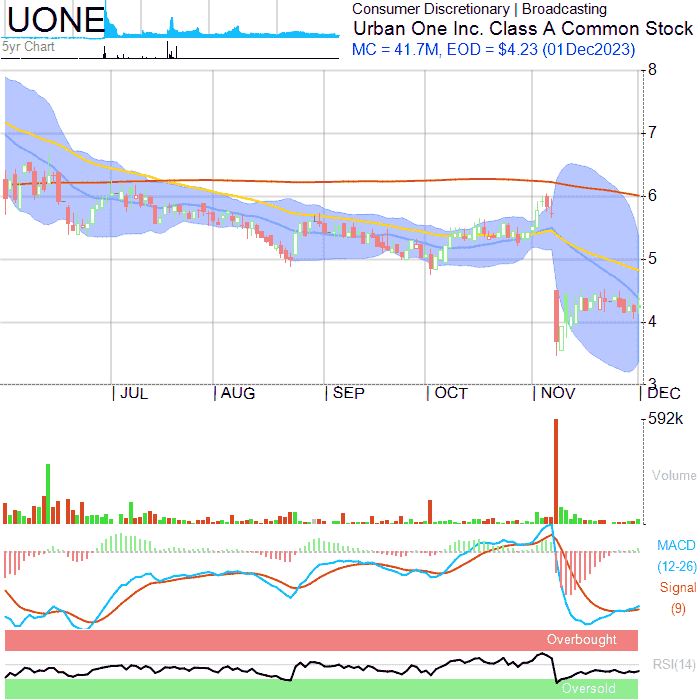 UONE
Consumer Discretionary | Broadcasting
Urban One Inc. Class A Common Stock
5yr Chart
MC = 41.7M, EOD = $4.23 (01Dec2023)
8
7
6
5
4
3
JUL AUG SEP OCT NOV DEC
592k
Volume
MACD
(12-26)
Signal
(9)
Overbought
RSI(14)
Oversold